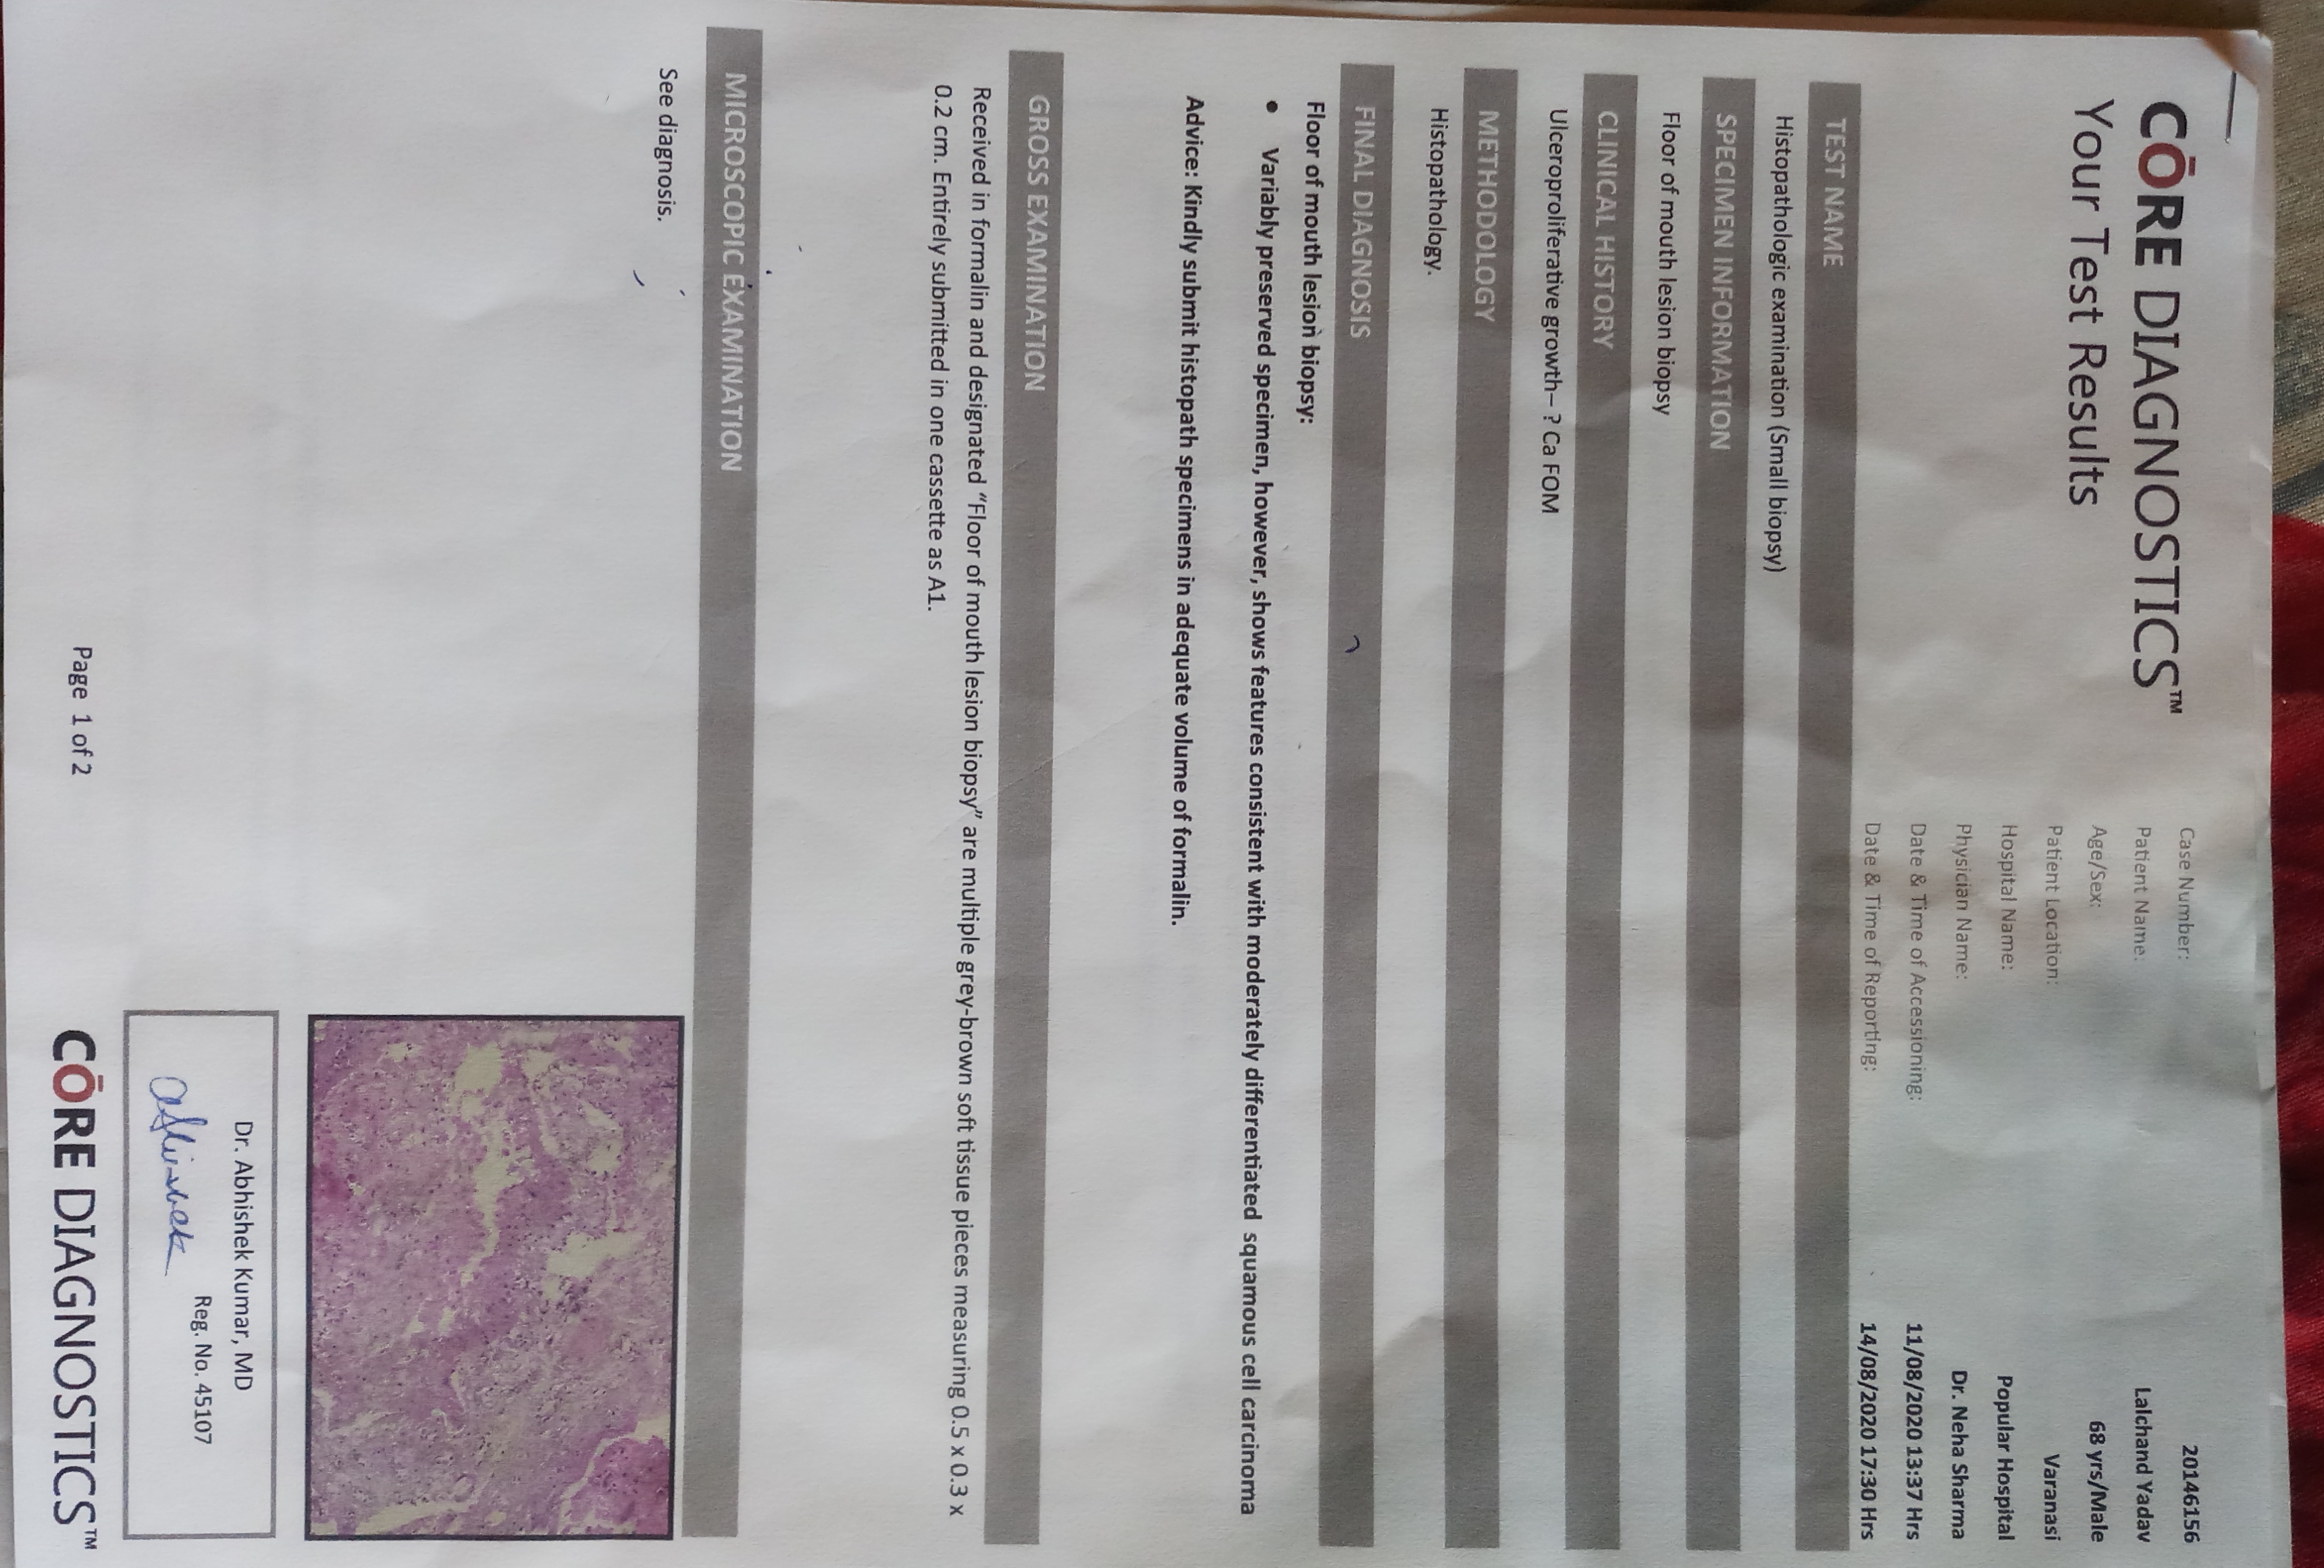 CŌRE DIAGNOSTICS™
Your Test Results
Case Number: 20146156
Patient Name: Lalchand Yadav
Age/Sex: 68 yrs/Male
Patient Location: Varanasi
Hospital Name: Popular Hospital
Physician Name: Dr. Neha Sharma
Date & Time of Accessioning: 11/08/2020 13:37 Hrs
Date & Time of Reporting: 14/08/2020 17:30 Hrs
TEST NAME
Histopathologic examination (Small biopsy)
SPECIMEN INFORMATION
Floor of mouth lesion biopsy
CLINICAL HISTORY
Ulceroproliferative growth– ? Ca FOM
METHODOLOGY
Histopathology.
FINAL DIAGNOSIS
Floor of mouth lesion biopsy:
• Variably preserved specimen, however, shows features consistent with moderately differentiated squamous cell carcinoma
Advice: Kindly submit histopath specimens in adequate volume of formalin.
GROSS EXAMINATION
Received in formalin and designated “Floor of mouth lesion biopsy” are multiple grey-brown soft tissue pieces measuring 0.5 x 0.3 x
0.2 cm. Entirely submitted in one cassette as A1.
MICROSCOPIC EXAMINATION
See diagnosis.
Dr. Abhishek Kumar, MD
Reg. No. 45107
Abhishek
Page 1 of 2
CŌRE DIAGNOSTICS™